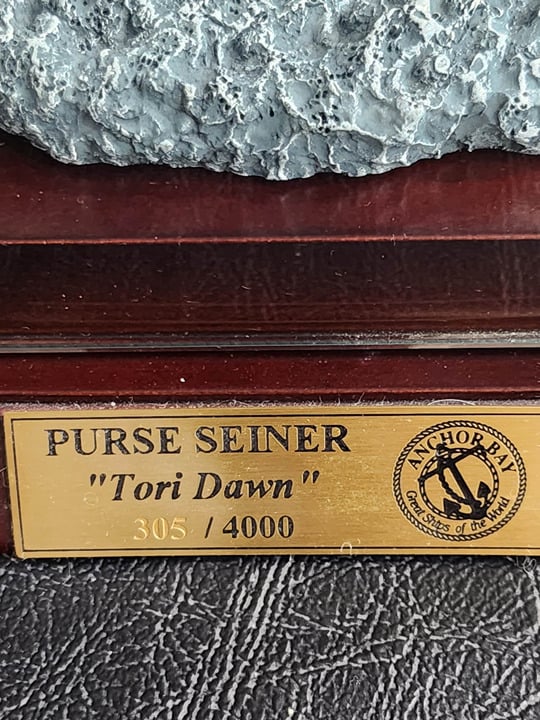 PURSE SEINER
"Tori Dawn"
305 / 4000
ANCHOR BAY
Great Ships of the World